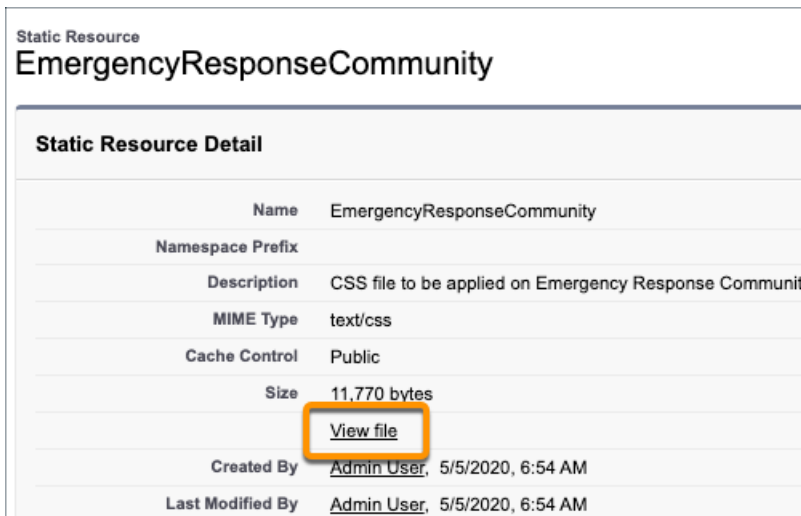 Static Resource
EmergencyResponseCommunity
Static Resource Detail
Name EmergencyResponseCommunity
Namespace Prefix
Description CSS file to be applied on Emergency Response Communit
MIME Type text/css
Cache Control Public
Size 11,770 bytes
View file
Created By Admin User, 5/5/2020, 6:54 AM
Last Modified By Admin User, 5/5/2020, 6:54 AM